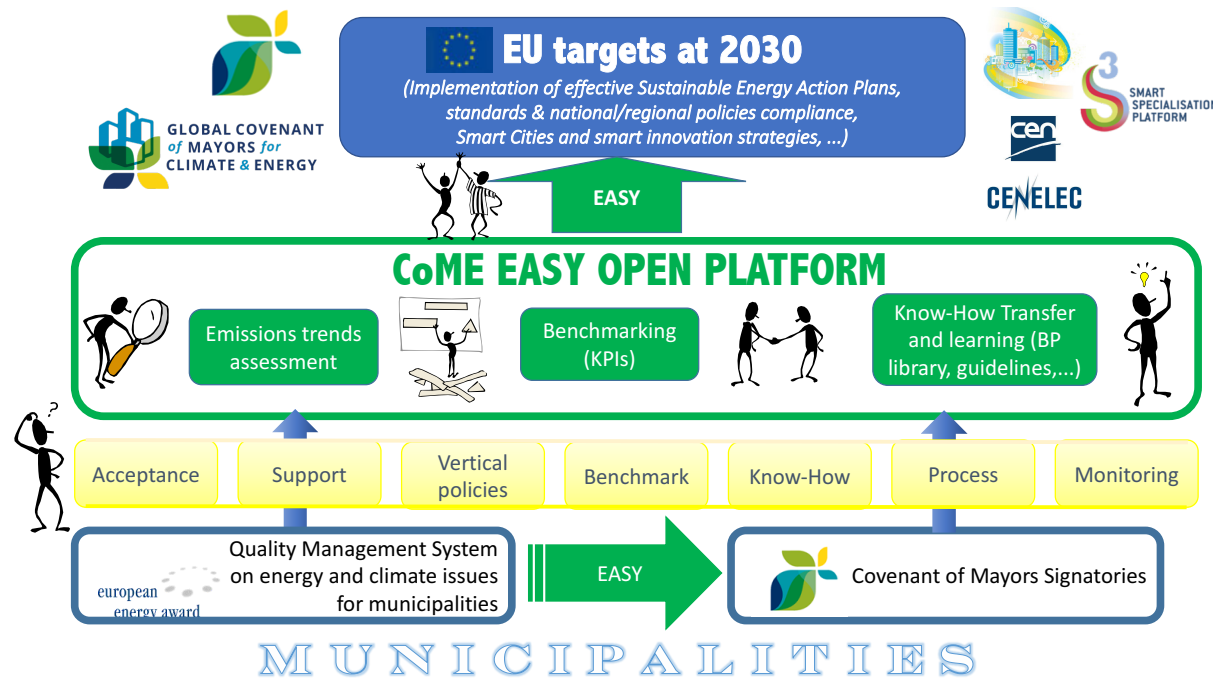 EU targets at 2030
(Implementation of effective Sustainable Energy Action Plans,
standards & national/regional policies compliance,
Smart Cities and smart innovation strategies, ...)
GLOBAL COVENANT
of MAYORS for
CLIMATE & ENERGY
S3
SMART
SPECIALISATION
PLATFORM
cen
CENELEC
EASY
CoME EASY OPEN PLATFORM
Emissions trends
assessment
Benchmarking
(KPIs)
Know-How Transfer
and learning (BP
library, guidelines,...)
?
Acceptance
Support
Vertical
policies
Benchmark
Know-How
Process
Monitoring
european
energy award
Quality Management System
on energy and climate issues
for municipalities
EASY
Covenant of Mayors Signatories
MUNICIPALITIES